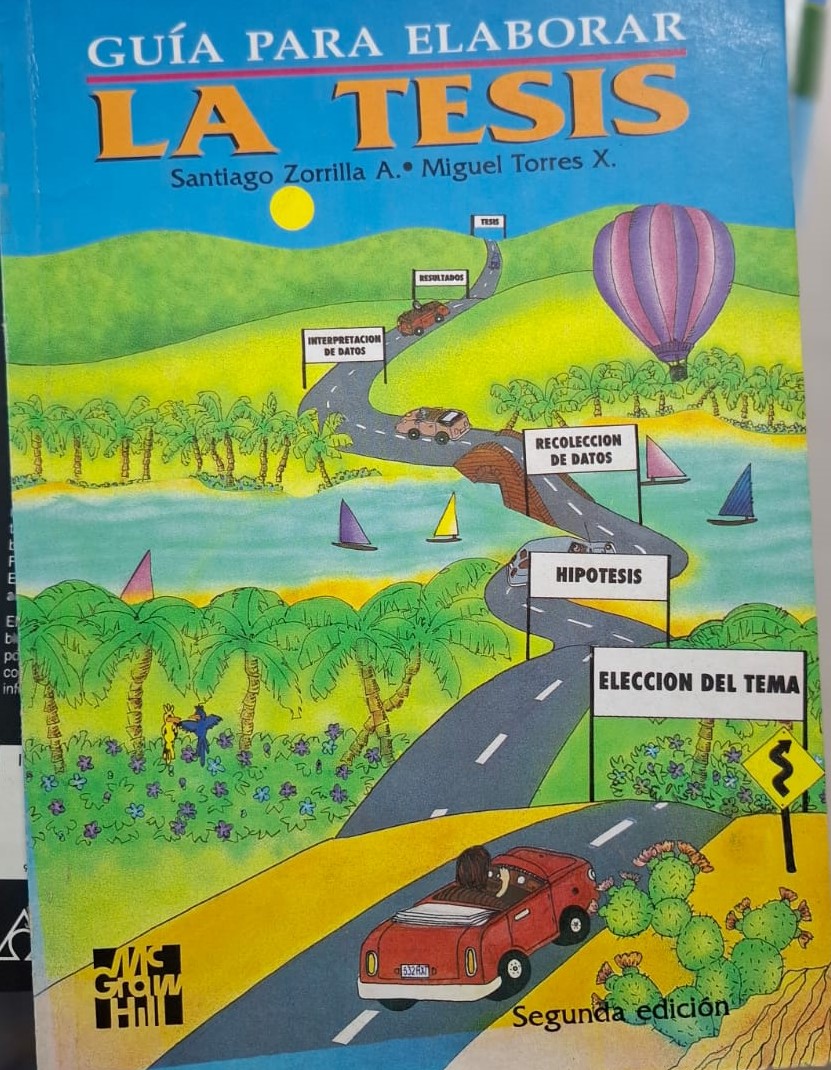 GUÍA PARA ELABORAR
LA TESIS
Santiago Zorrilla A. • Miguel Torres X.
TESIS
RESULTADOS
INTERPRETACION
DE DATOS
RECOLECCION
DE DATOS
HIPOTESIS
ELECCION DEL TEMA
Mc
Graw
Hill
Segunda edición